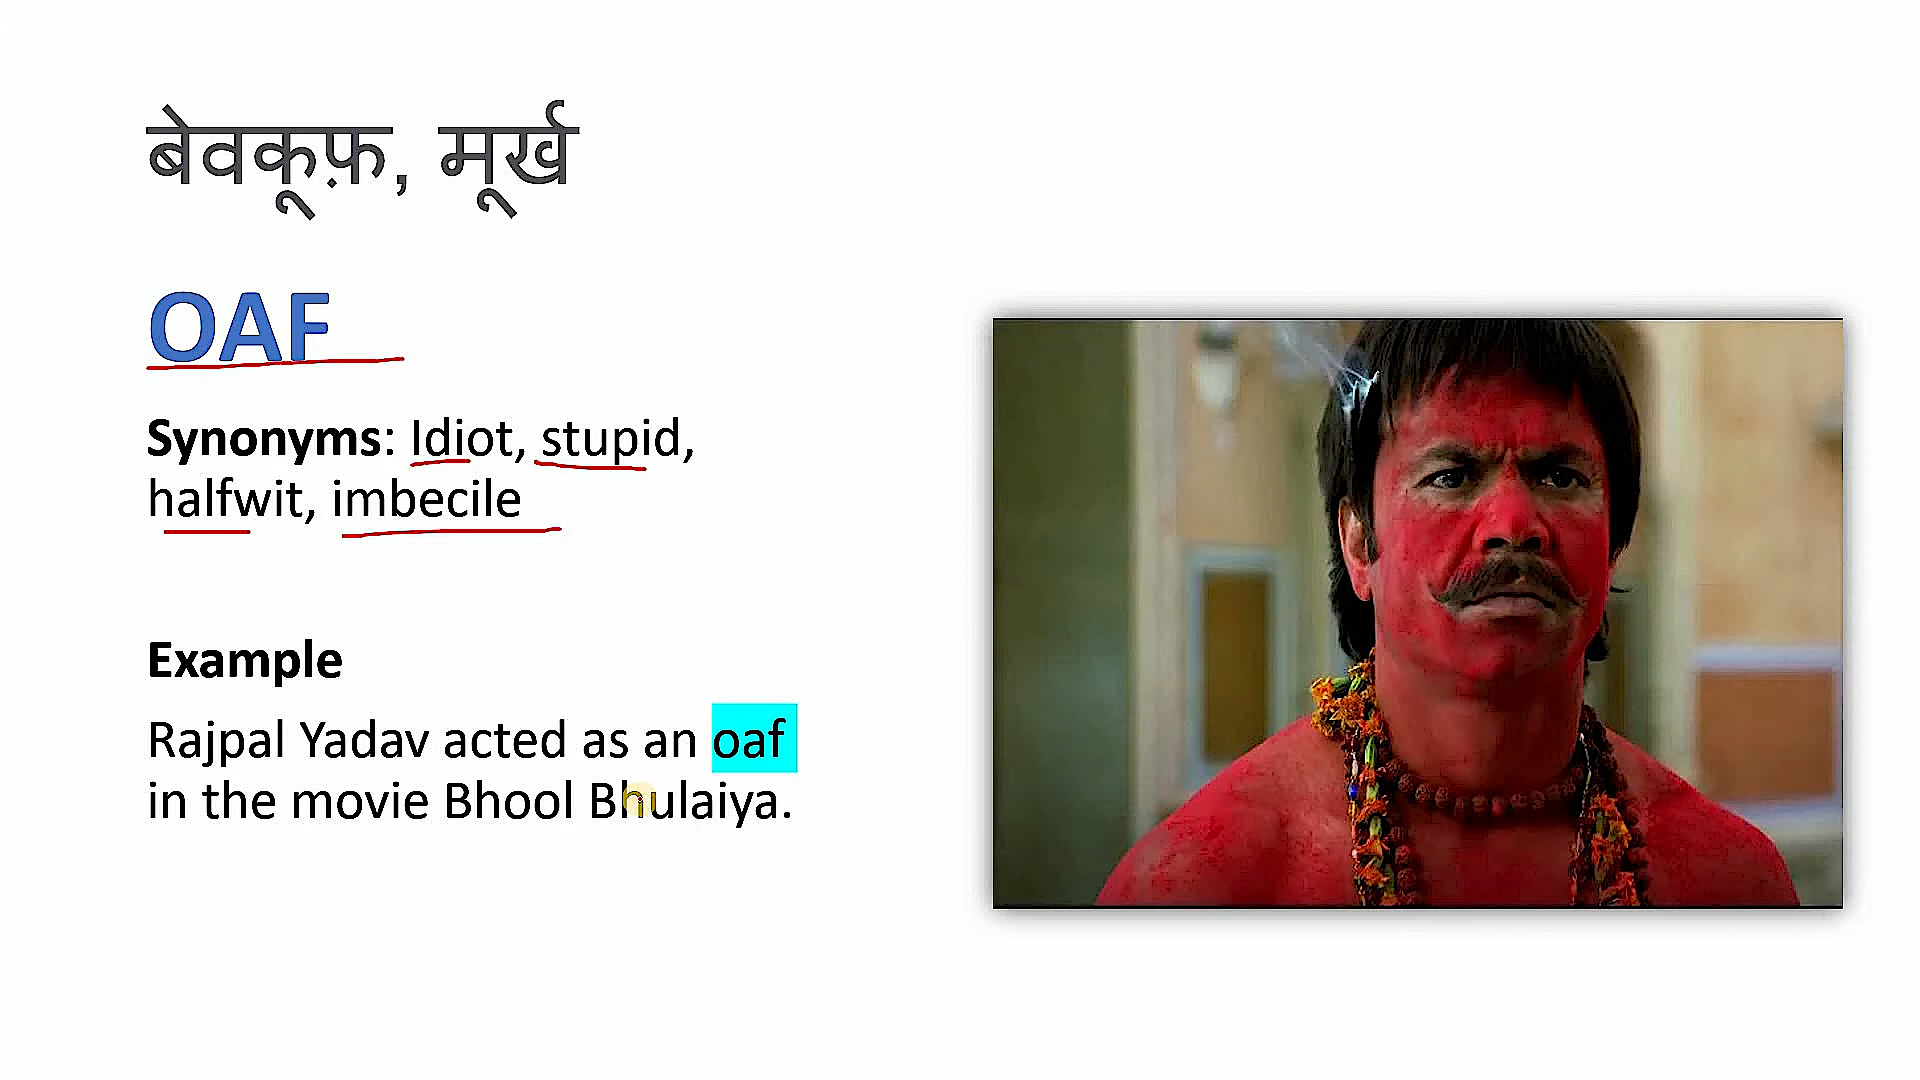 बेवकूफ़, मूर्ख
OAF
Synonyms: Idiot, stupid,
halfwit, imbecile
Example
Rajpal Yadav acted as an oaf
in the movie Bhool Bhulaiya.